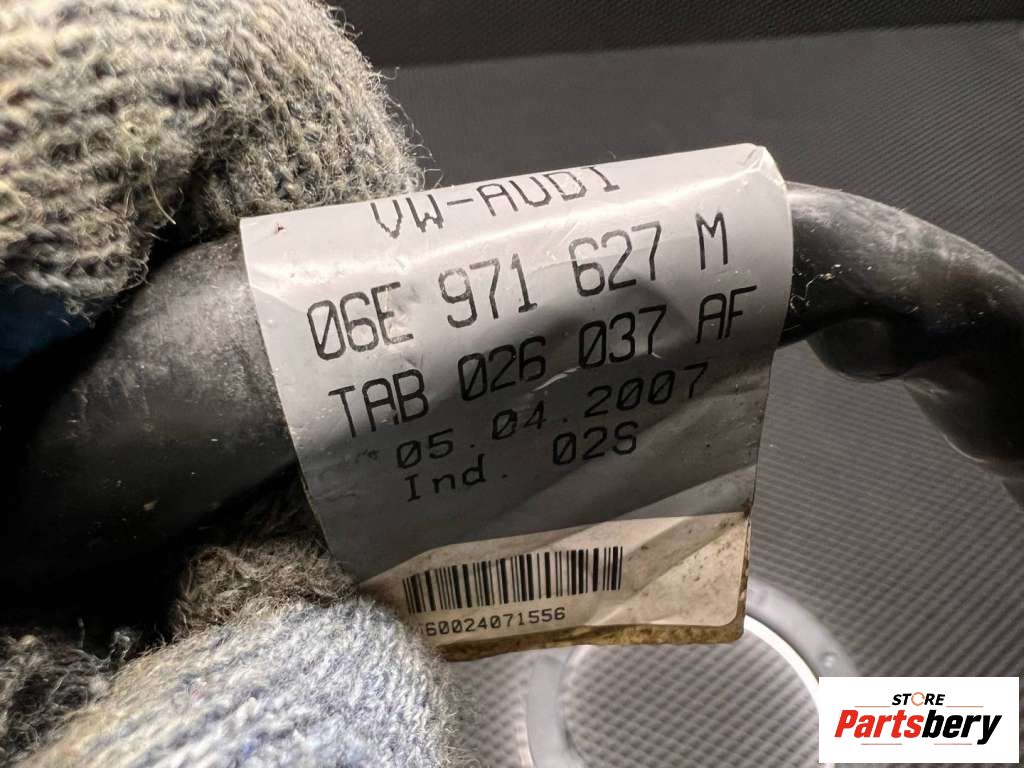 VW-AUDI
06E 971 627 M
TAB 026 037 AF
05.04.2007
Ind. 02S
60024071556
STORE
Partsbery